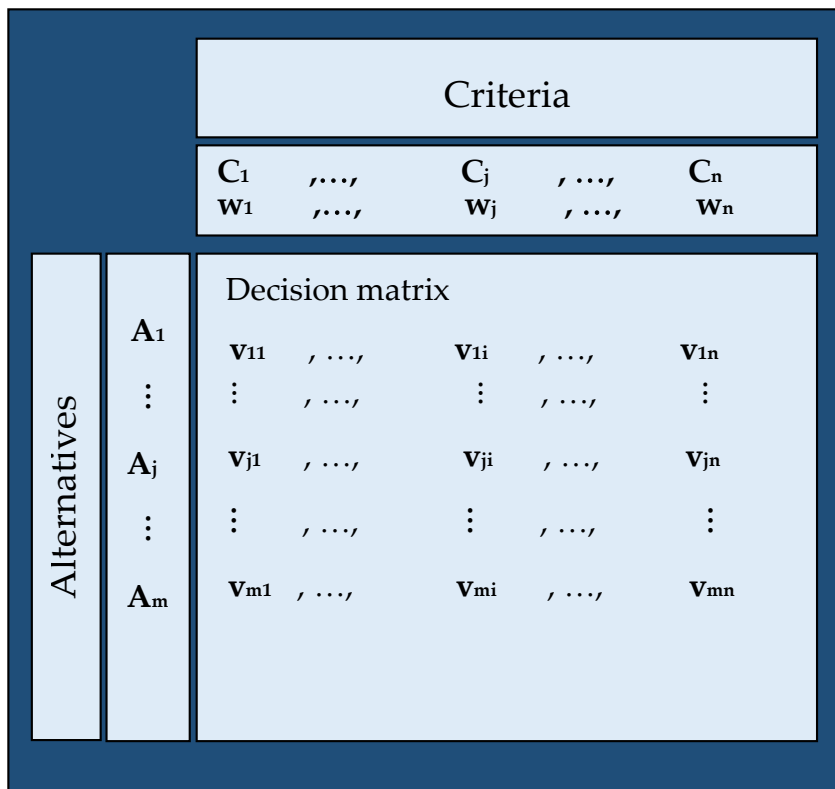 Criteria
C1 ,…, Cj , …, Cn
w1 ,…, wj , …, wn
Alternatives
A1
⋮
Aj
⋮
Am
Decision matrix
v11 , …, v1i , …, v1n
⋮ , …, ⋮ , …, ⋮
vj1 , …, vji , …, vjn
⋮ , …, ⋮ , …, ⋮
vm1 , …, vmi , …, vmn